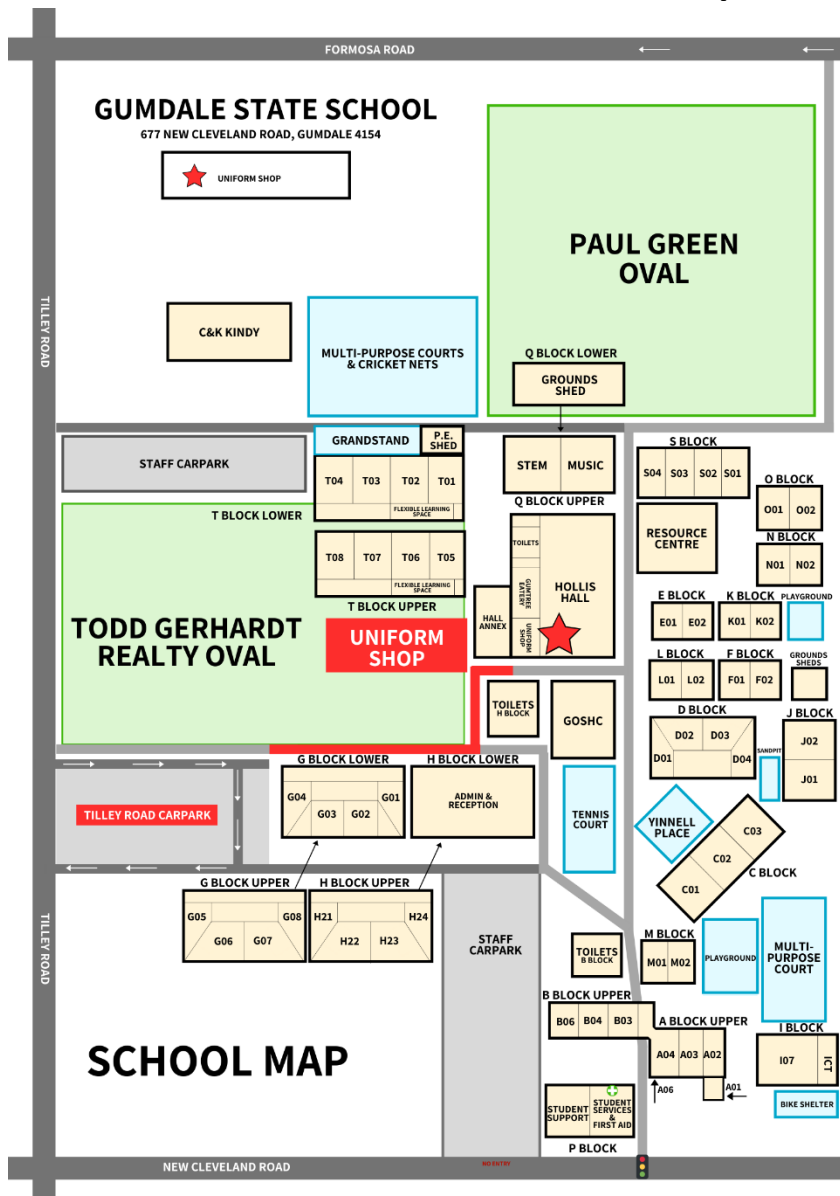 FORMOSA ROAD
GUMDALE STATE SCHOOL
677 NEW CLEVELAND ROAD, GUMDALE 4154
UNIFORM SHOP
PAUL GREEN
OVAL
TILLEY ROAD
C&K KINDY
MULTI-PURPOSE COURTS
& CRICKET NETS
Q BLOCK LOWER
GROUNDS
SHED
GRANDSTAND
P.E.
SHED
STAFF CARPARK
T04
T03
T02
T01
FLEXIBLE LEARNING
SPACE
T BLOCK LOWER
STEM
MUSIC
Q BLOCK UPPER
S BLOCK
S04
S03
S02
S01
O BLOCK
O01
O02
RESOURCE
CENTRE
N BLOCK
N01
N02
T08
T07
T06
T05
FLEXIBLE LEARNING
SPACE
T BLOCK UPPER
TOILETS
GUMTREE
EATERY
UNIFORM
SHOP
HOLLIS
HALL
HALL
ANNEX
E BLOCK
E01
E02
K BLOCK
K01
K02
PLAYGROUND
TODD GERHARDT
REALTY OVAL
UNIFORM
SHOP
L BLOCK
L01
L02
F BLOCK
F01
F02
GROUNDS
SHEDS
TOILETS
H BLOCK
GOSHC
D BLOCK
D01
D02
D03
D04
SANDPIT
J BLOCK
J02
J01
G BLOCK LOWER
G04
G03
G02
G01
H BLOCK LOWER
ADMIN &
RECEPTION
TILLEY ROAD CARPARK
TENNIS
COURT
YINNELL
PLACE
C03
C02
C01
C BLOCK
G BLOCK UPPER
G05
G06
G07
G08
H BLOCK UPPER
H21
H22
H23
H24
TILLEY ROAD
STAFF
CARPARK
TOILETS
B BLOCK
M BLOCK
M01
M02
PLAYGROUND
MULTI-
PURPOSE
COURT
B BLOCK UPPER
B06
B04
B03
A BLOCK UPPER
A04
A03
A02
A06
A01
I BLOCK
I07
ICT
BIKE SHELTER
SCHOOL MAP
STUDENT
SUPPORT
STUDENT
SERVICES
&
FIRST AID
P BLOCK
NEW CLEVELAND ROAD
NO ENTRY